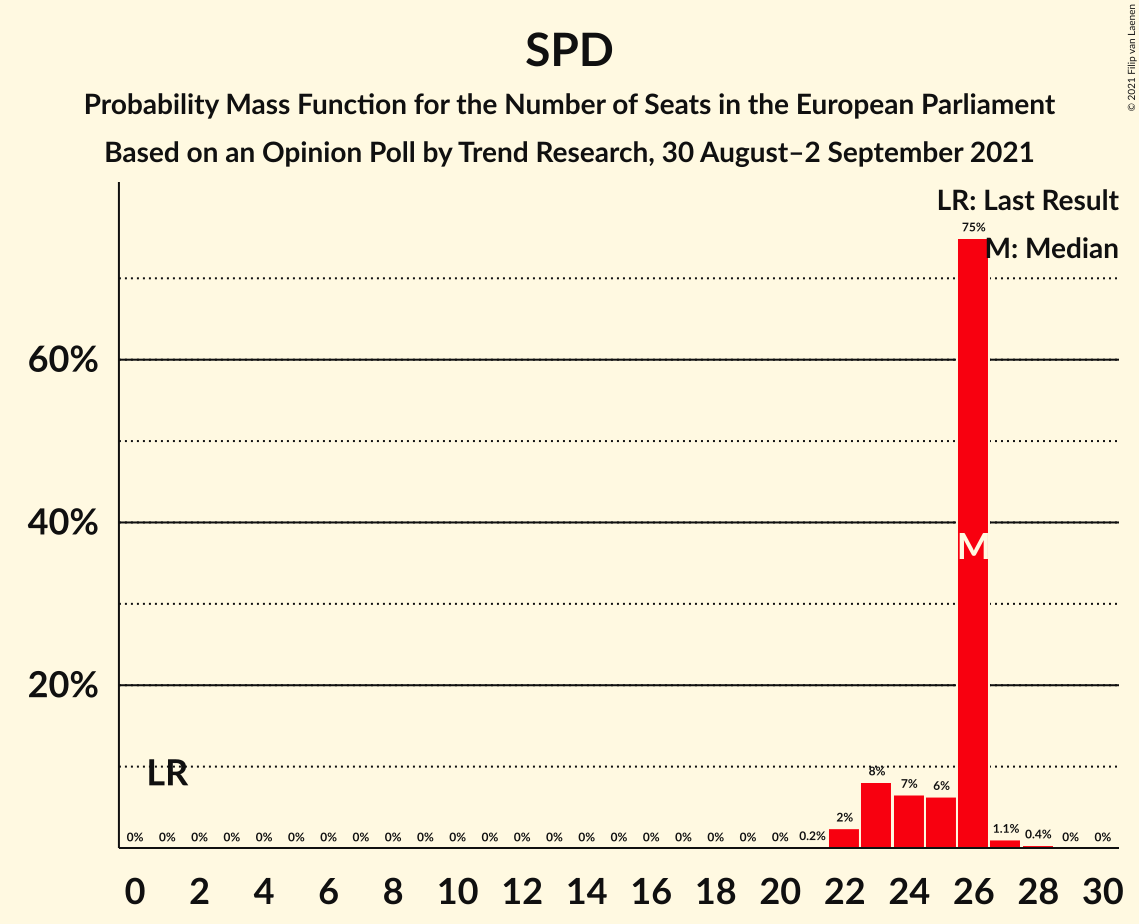 SPD
Probability Mass Function for the Number of Seats in the European Parliament
Based on an Opinion Poll by Trend Research, 30 August–2 September 2021
© 2021 Filip van Laenen
LR: Last Result
M: Median
60%
40%
20%
75%
M
LR
0% 0% 0% 0% 0% 0% 0% 0% 0% 0% 0% 0% 0% 0% 0% 0% 0% 0% 0% 0% 0% 0.2% 2% 8% 7% 6% 1.1% 0.4% 0% 0%
0 2 4 6 8 10 12 14 16 18 20 22 24 26 28 30